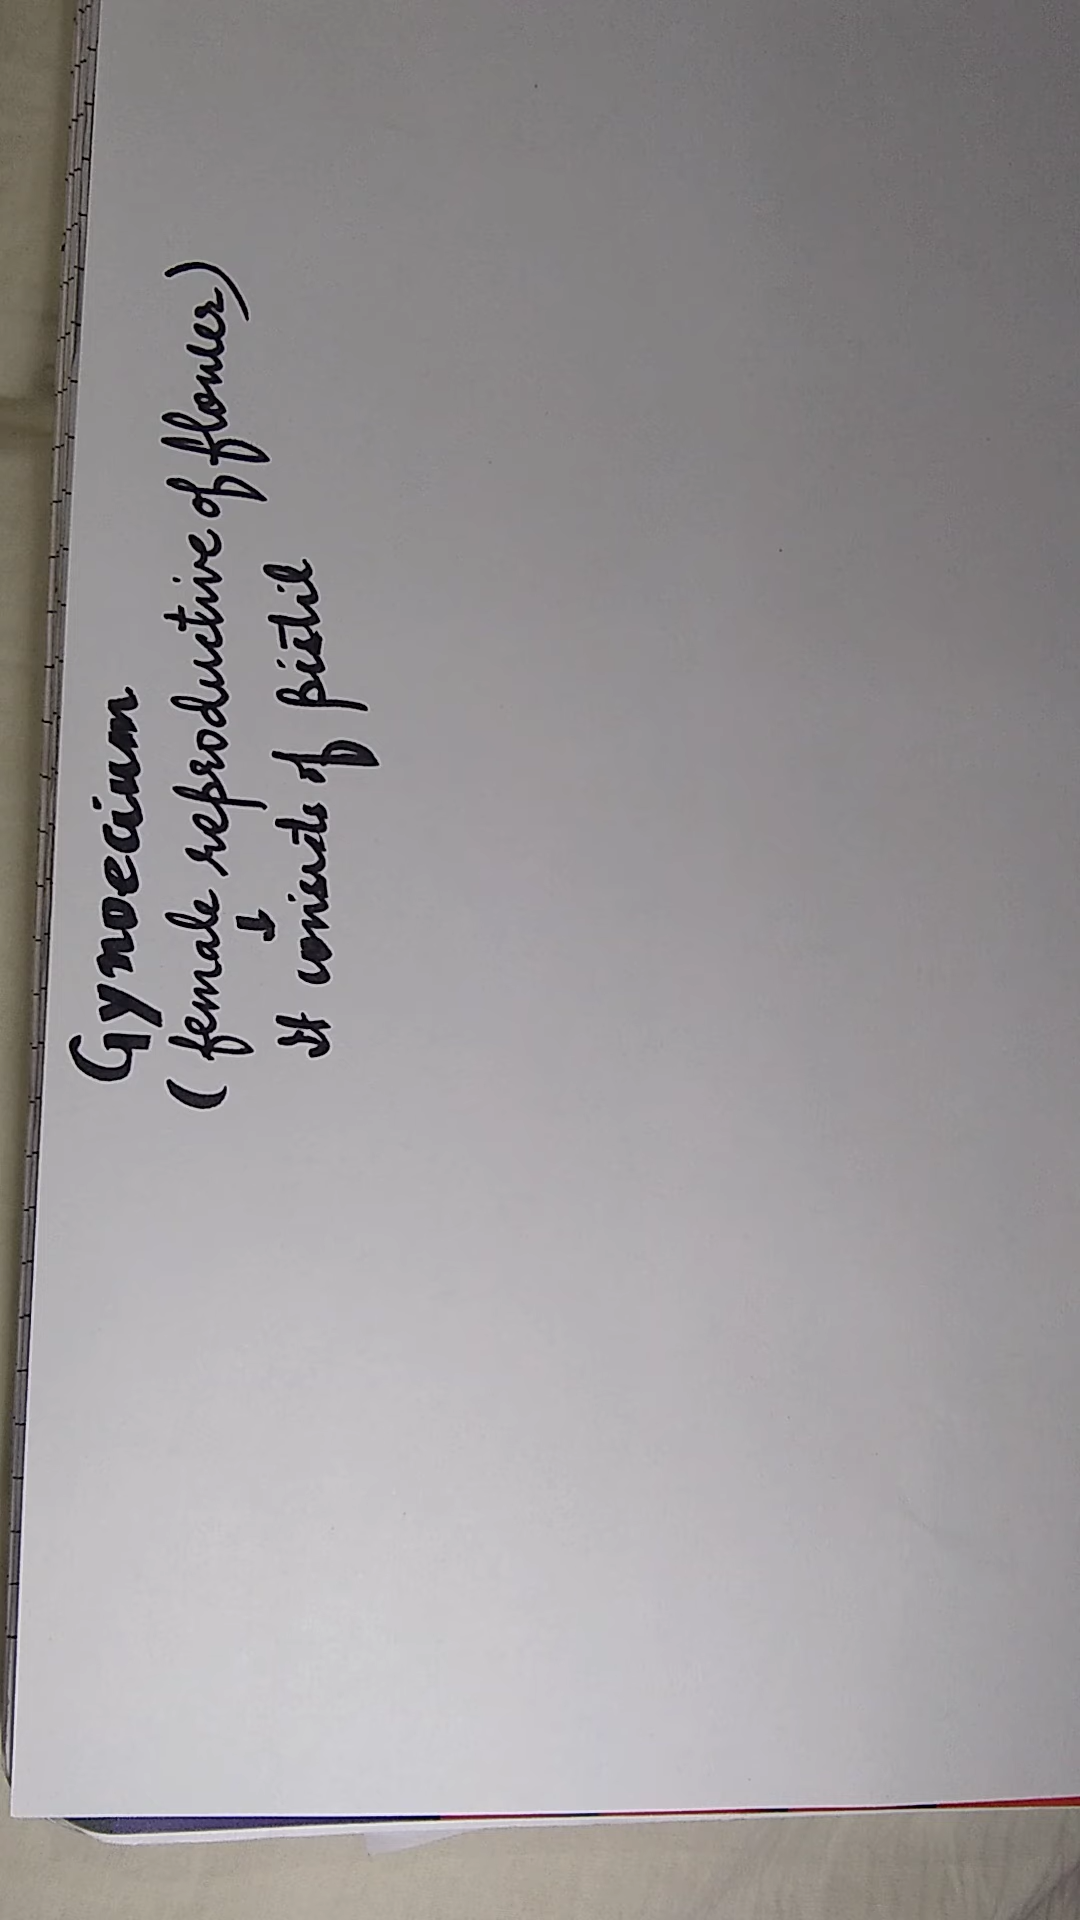 Gynoecium
(female reproductive of flower)
↓
It consists of pistil